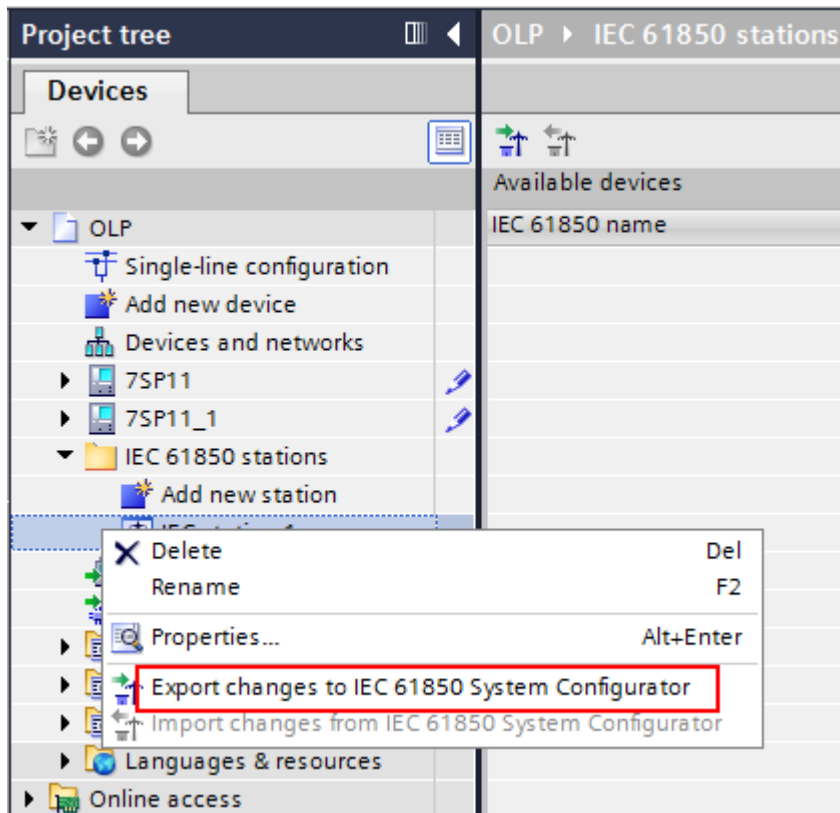 Project tree
OLP IEC 61850 stations
Devices
Available devices
IEC 61850 name
OLP
Single-line configuration
Add new device
Devices and networks
7SP11
7SP11_1
IEC 61850 stations
Add new station
Delete Del
Rename F2
Properties... Alt+Enter
Export changes to IEC 61850 System Configurator
Import changes from IEC 61850 System Configurator
Languages & resources
Online access